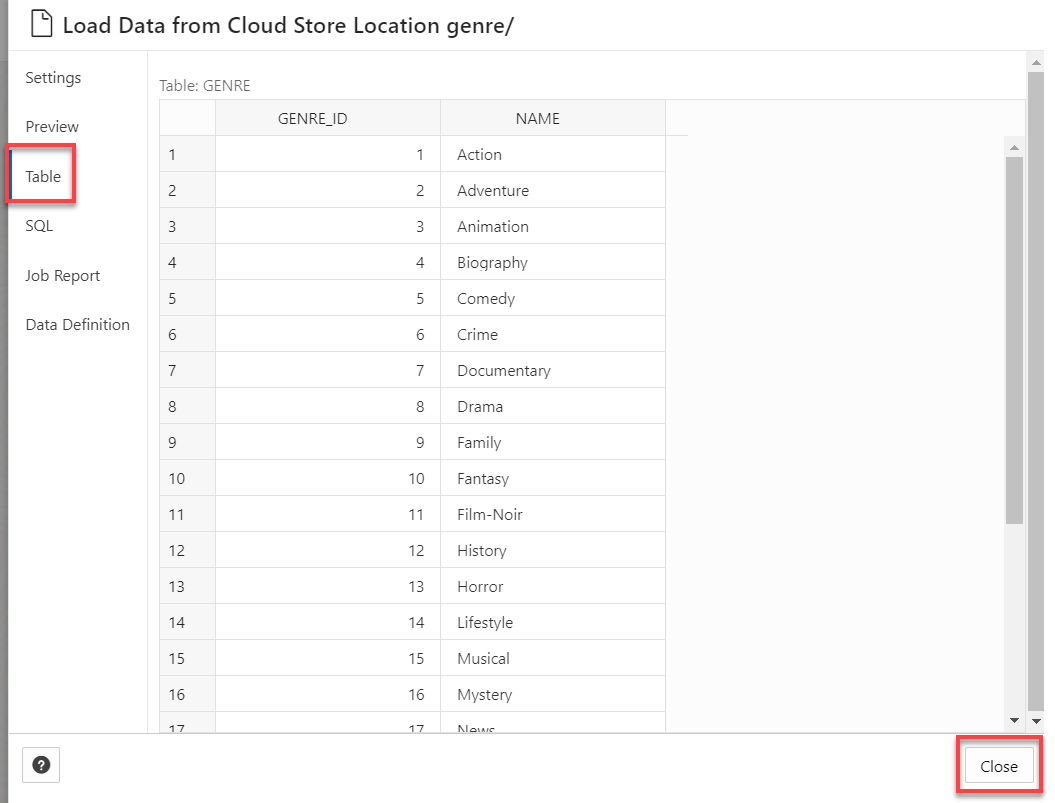 Load Data from Cloud Store Location genre/
Settings
Preview
Table
SQL
Job Report
Data Definition
Table: GENRE
GENRE_ID NAME
1 1 Action
2 2 Adventure
3 3 Animation
4 4 Biography
5 5 Comedy
6 6 Crime
7 7 Documentary
8 8 Drama
9 9 Family
10 10 Fantasy
11 11 Film-Noir
12 12 History
13 13 Horror
14 14 Lifestyle
15 15 Musical
16 16 Mystery
17 17 News
?
Close